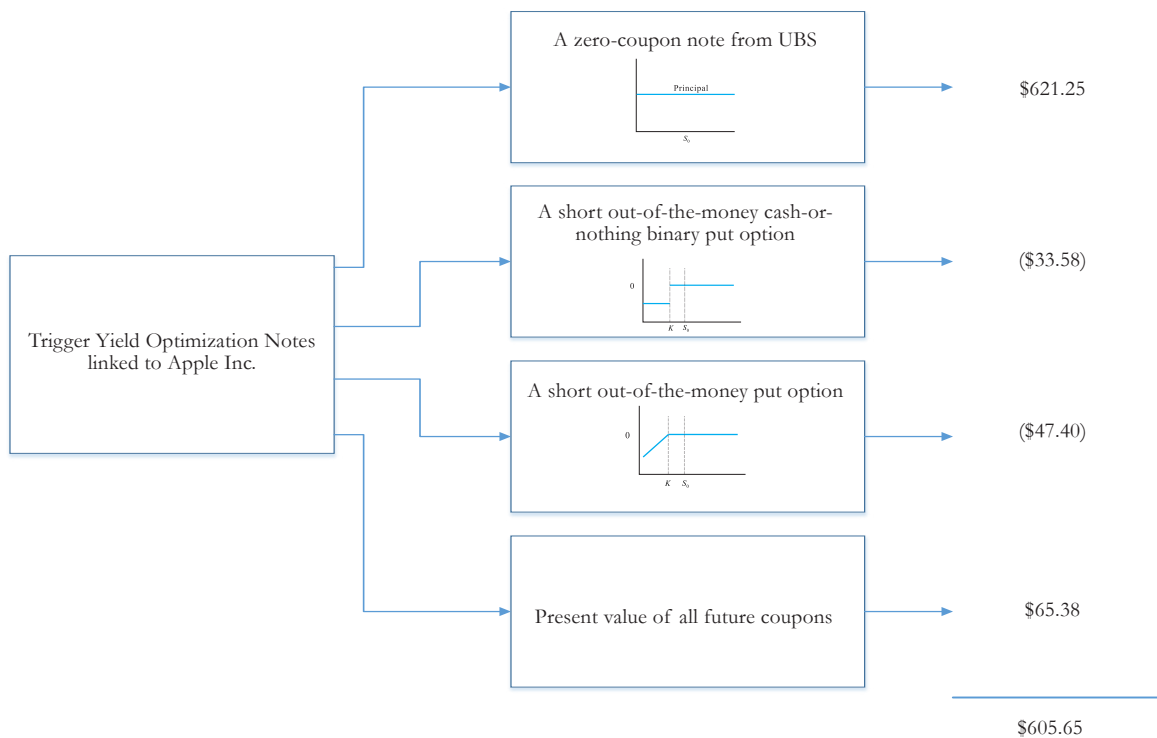 A zero-coupon note from UBS
Principal
S₀
$621.25
A short out-of-the-money cash-or-
nothing binary put option
0
K S₀
($33.58)
Trigger Yield Optimization Notes
linked to Apple Inc.
A short out-of-the-money put option
0
K S₀
($47.40)
Present value of all future coupons
$65.38
$605.65